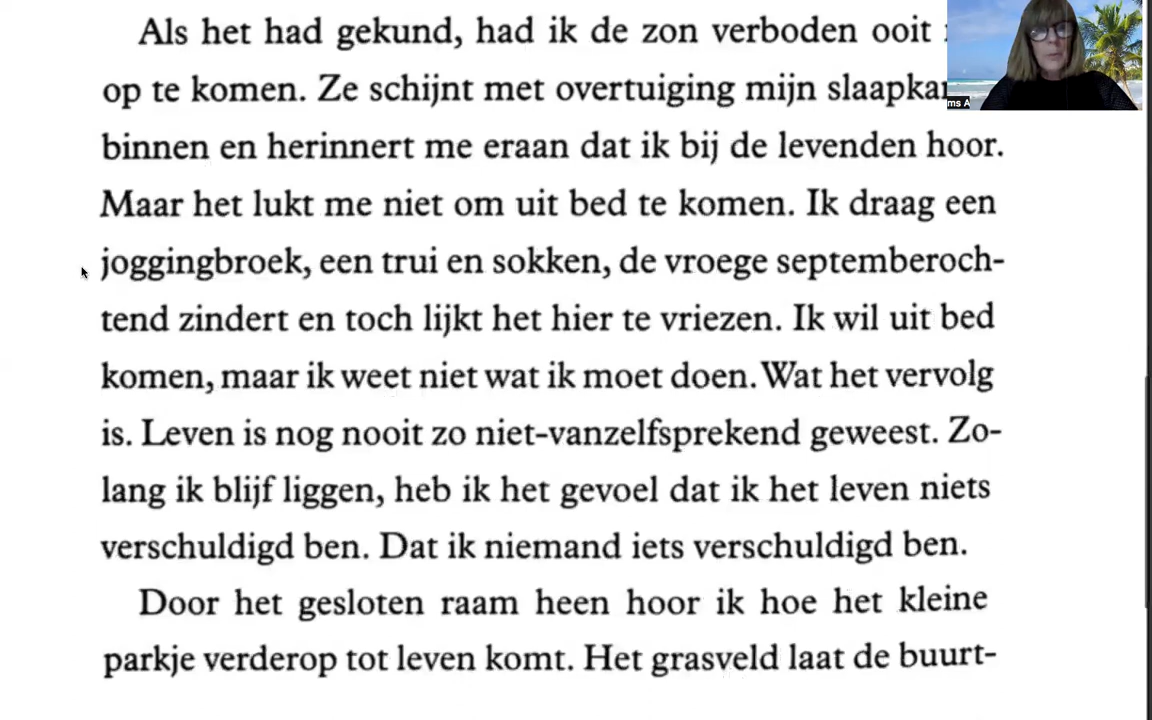 Als het had gekund, had ik de zon verboden ooit
op te komen. Ze schijnt met overtuiging mijn
binnen en herinnert me eraan dat ik bij de levenden hoor.
Maar het lukt me niet om uit bed te komen. Ik draag een
joggingbroek, een trui en sokken, de vroege septemberoch-
tend zindert en toch lijkt het hier te vriezen. Ik wil uit bed
komen, maar ik weet niet wat ik moet doen. Wat het vervolg
is. Leven is nog nooit zo niet-vanzelfsprekend geweest. Zo-
lang ik blijf liggen, heb ik het gevoel dat ik het leven niets
verschuldigd ben. Dat ik niemand iets verschuldigd ben.
Door het gesloten raam heen hoor ik hoe het kleine
parkje verderop tot leven komt. Het grasveld laat de buurt-